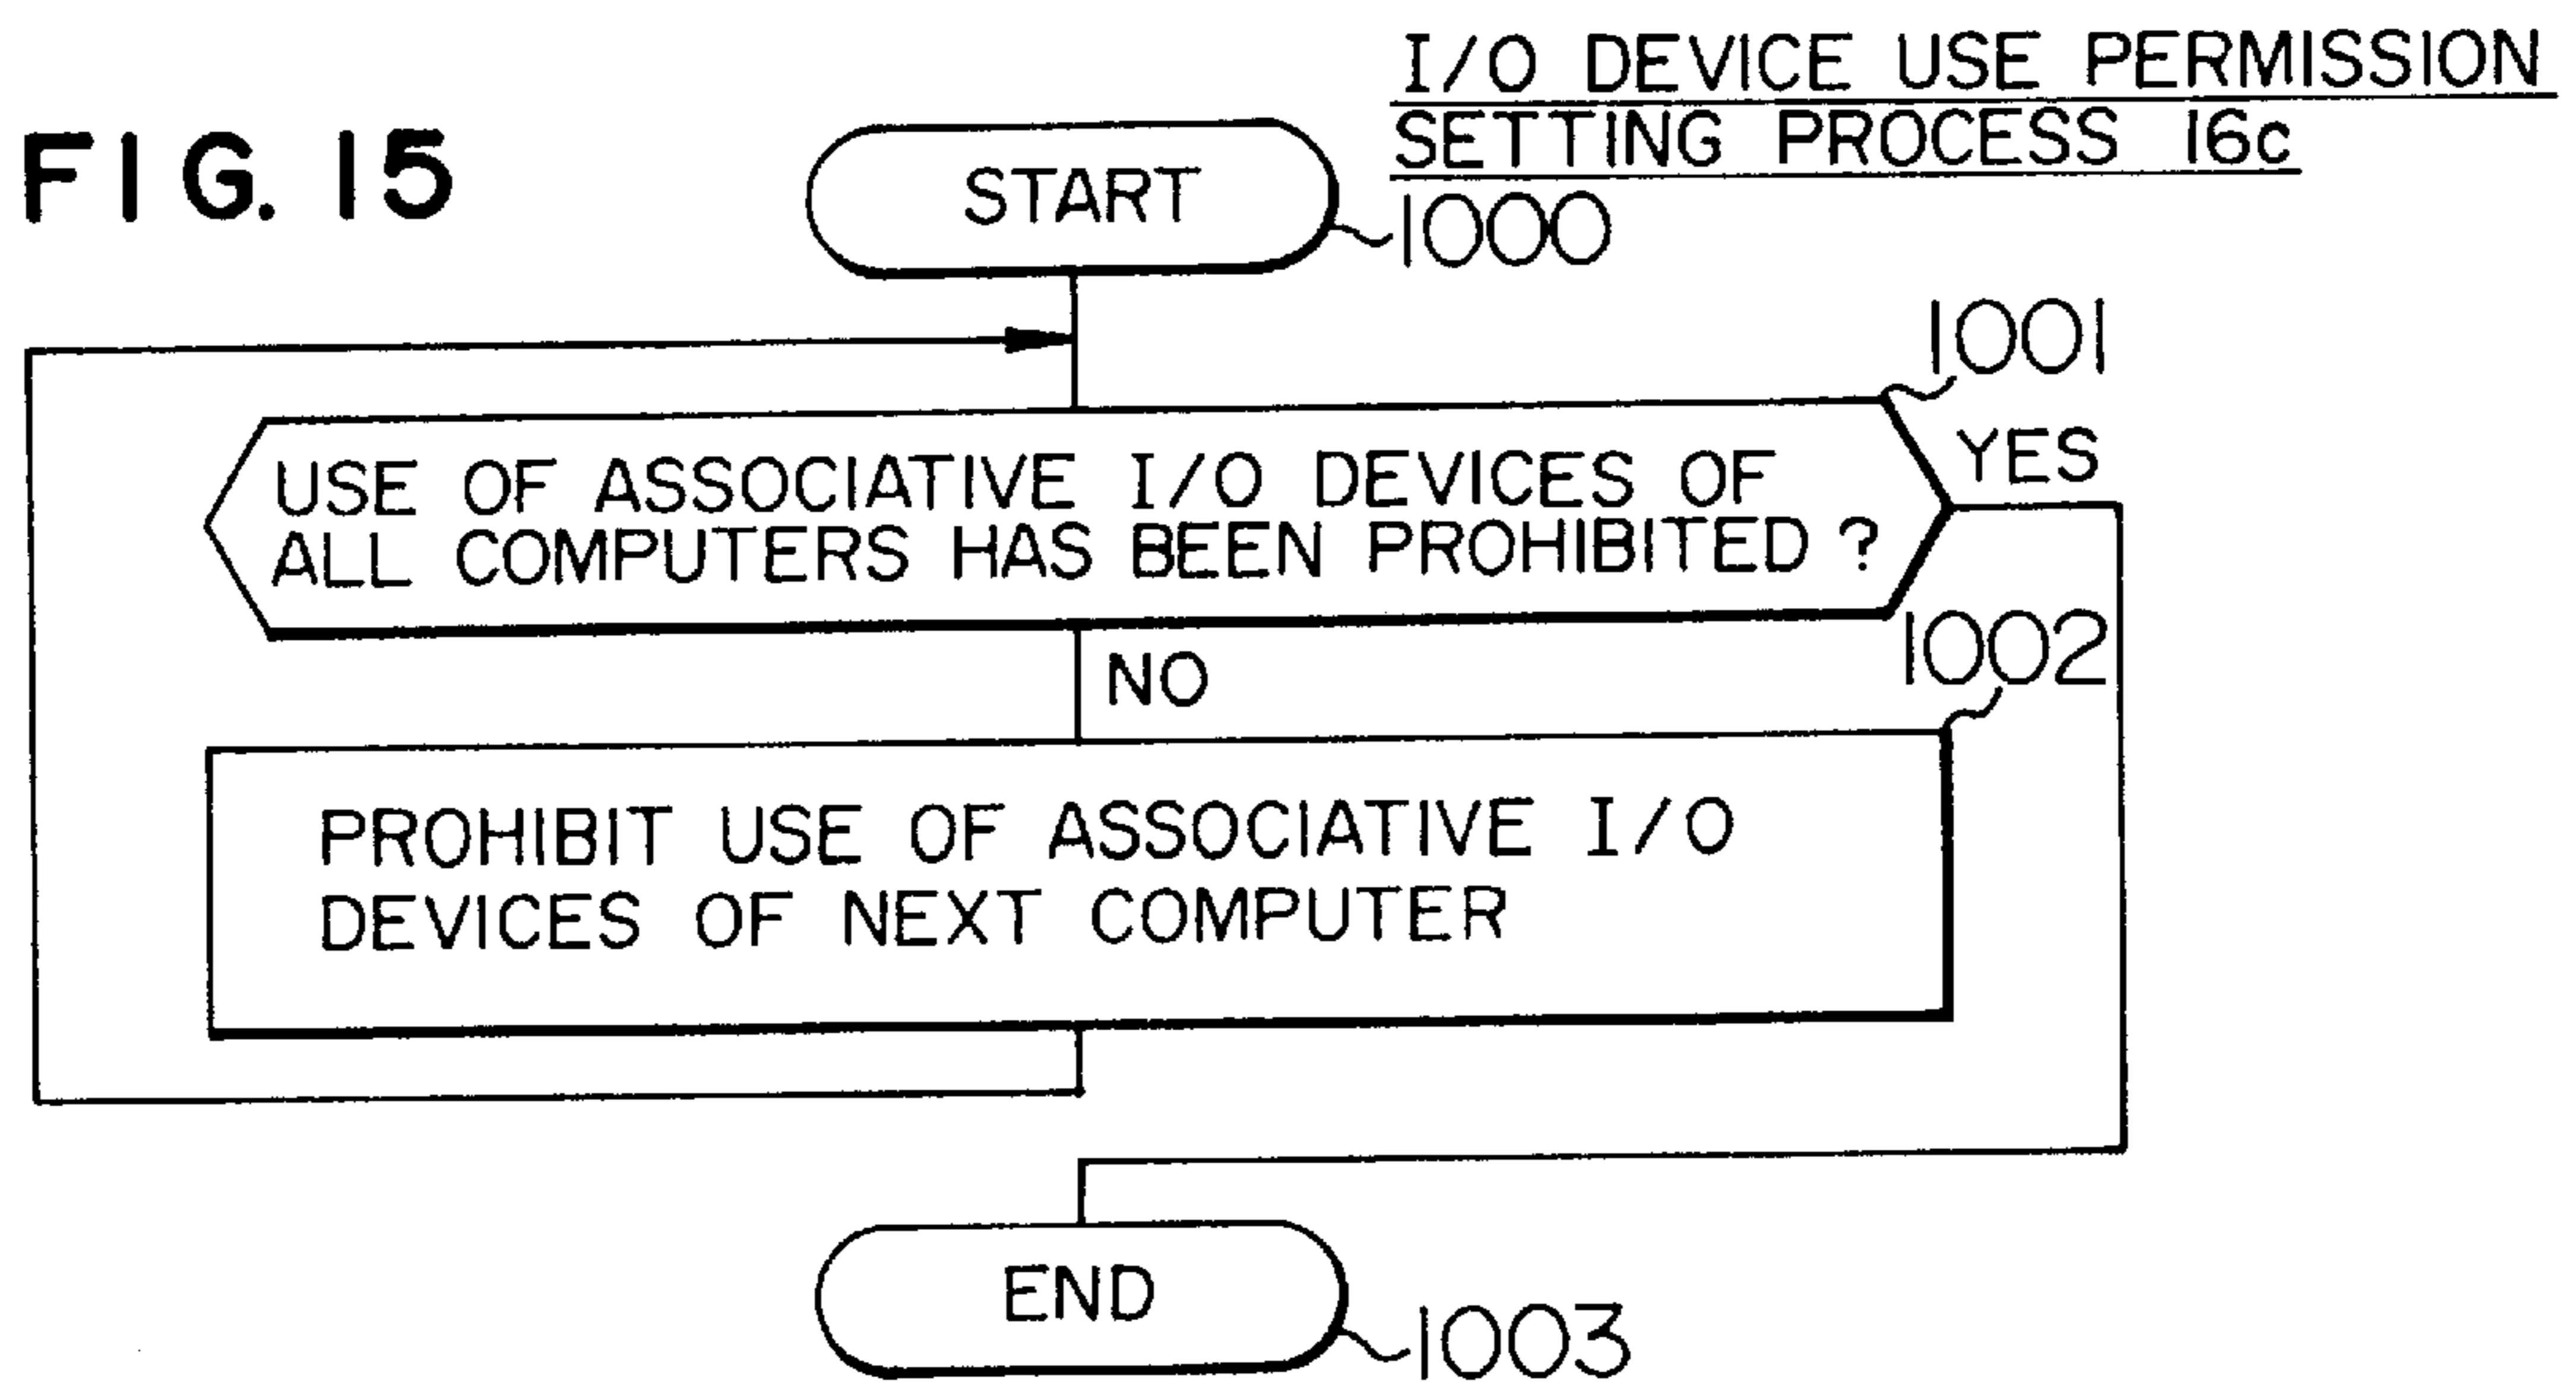 I/O DEVICE USE PERMISSION
SETTING PROCESS 16c
FIG. 15
START
1000
1001
USE OF ASSOCIATIVE I/O DEVICES OF
ALL COMPUTERS HAS BEEN PROHIBITED ?
YES
NO
1002
PROHIBIT USE OF ASSOCIATIVE I/O
DEVICES OF NEXT COMPUTER
END
1003